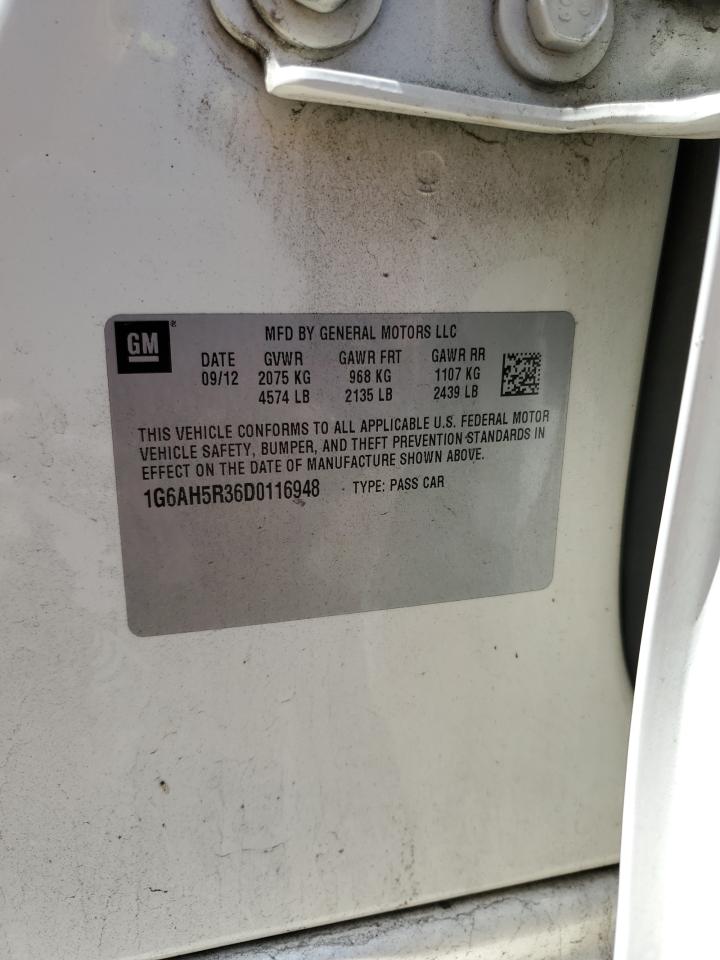 GM
MFD BY GENERAL MOTORS LLC
DATE GVWR GAWR FRT GAWR RR
09/12 2075 KG 968 KG 1107 KG
4574 LB 2135 LB 2439 LB
THIS VEHICLE CONFORMS TO ALL APPLICABLE U.S. FEDERAL MOTOR
VEHICLE SAFETY, BUMPER, AND THEFT PREVENTION STANDARDS IN
EFFECT ON THE DATE OF MANUFACTURE SHOWN ABOVE.
1G6AH5R36D0116948 TYPE: PASS CAR